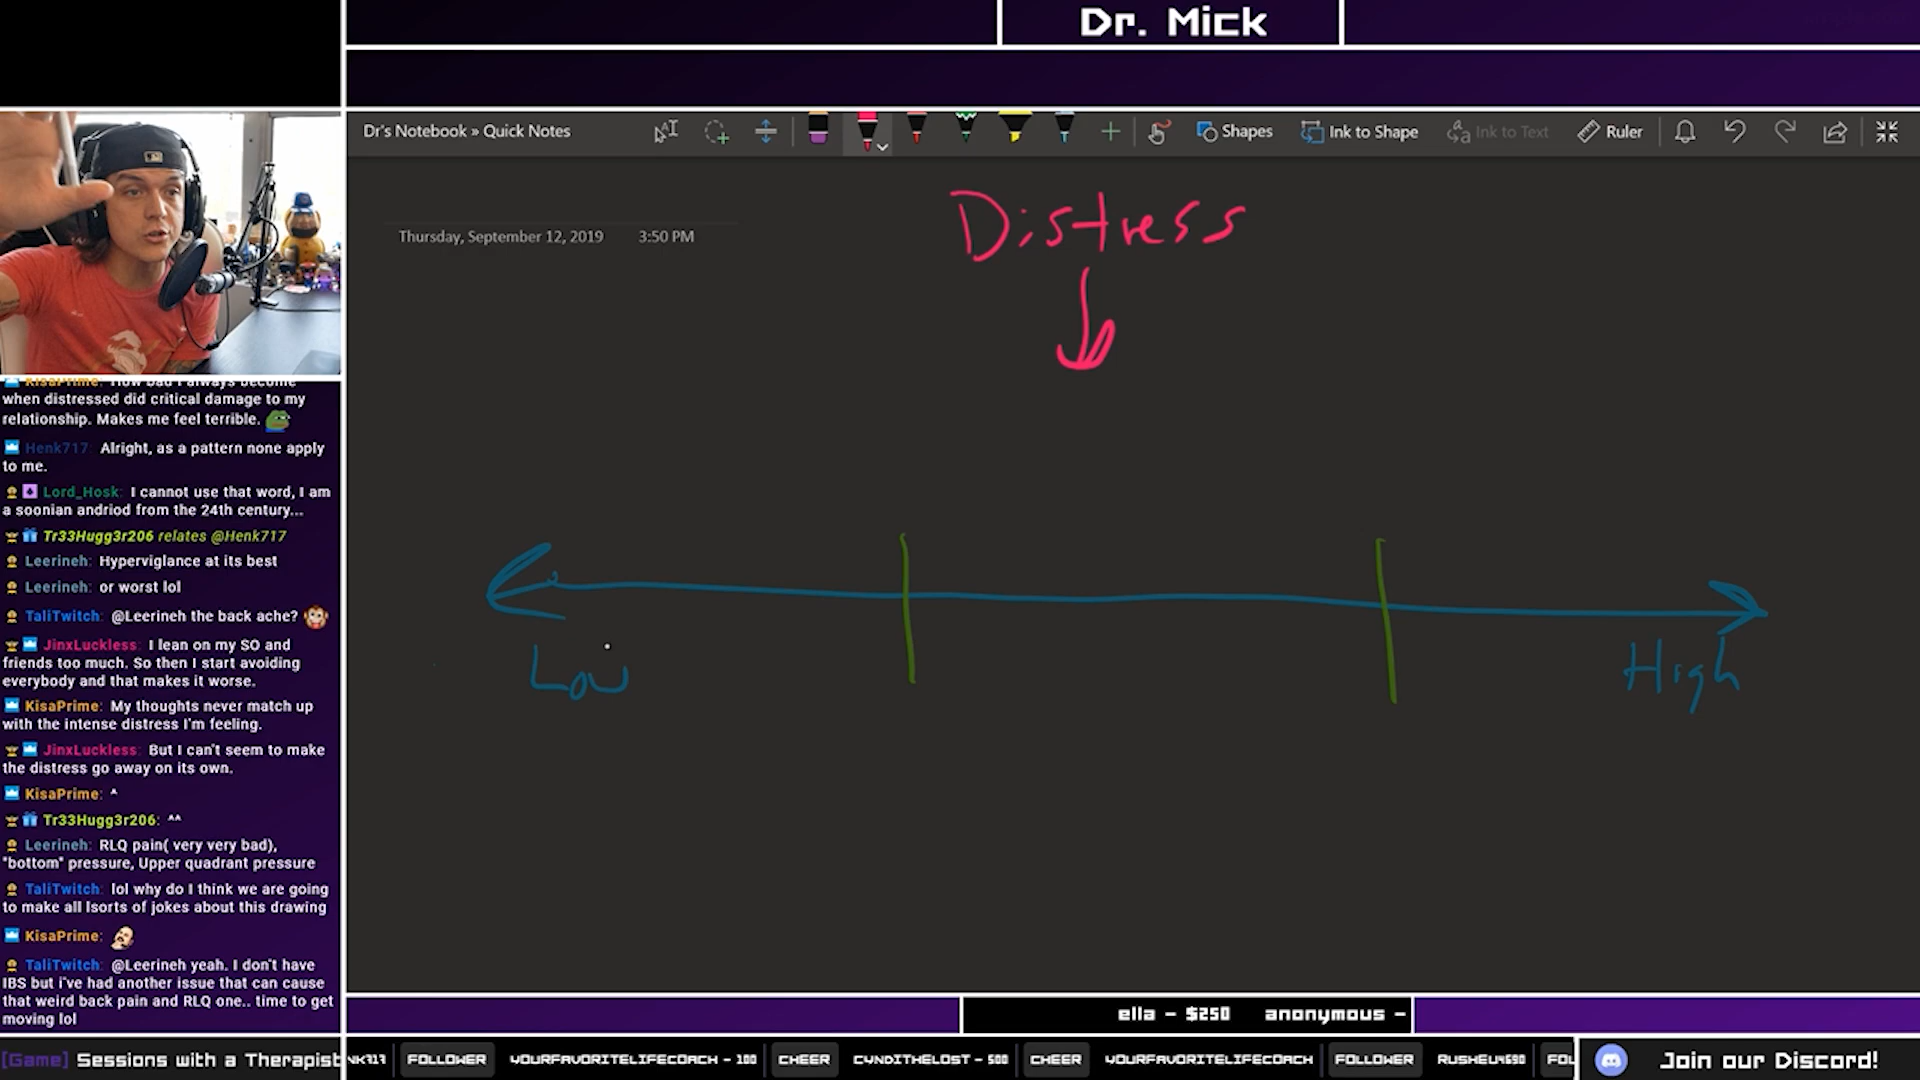 Dr. Mick
Dr's Notebook » Quick Notes
Shapes
Ink to Shape
Ink to Text
Ruler
Distress
Thursday, September 12, 2019 3:50 PM
KisaPrime: How bad I always become
when distressed did critical damage to my
relationship. Makes me feel terrible.
Henk717: Alright, as a pattern none apply
to me.
Lord_Hosk: I cannot use that word, I am
a soonian andriod from the 24th century...
Tr33Hugg3r206 relates @Henk717
Leerineh: Hyperviglance at its best
Leerineh: or worst lol
TaliTwitch: @Leerineh the back ache?
JinxLuckless: I lean on my SO and
friends too much. So then I start avoiding
everybody and that makes it worse.
KisaPrime: My thoughts never match up
with the intense distress I'm feeling.
JinxLuckless: But I can't seem to make
the distress go away on its own.
KisaPrime: ^
Tr33Hugg3r206: ^^
Leerineh: RLQ pain( very very bad),
"bottom" pressure, Upper quadrant pressure
TaliTwitch: lol why do I think we are going
to make all lsorts of jokes about this drawing
KisaPrime:
TaliTwitch: @Leerineh yeah. I don't have
IBS but i've had another issue that can cause
that weird back pain and RLQ one.. time to get
moving lol
Low
High
ella - $250 anonymous -
[Game] Sessions with a Therapist
NK717 FOLLOWER YOURFAVORITELIFECOACH - 100 CHEER CYNDITHELOST - 500 CHEER YOURFAVORITELIFECOACH FOLLOWER RUSHEU4690 FOL
Join our Discord!